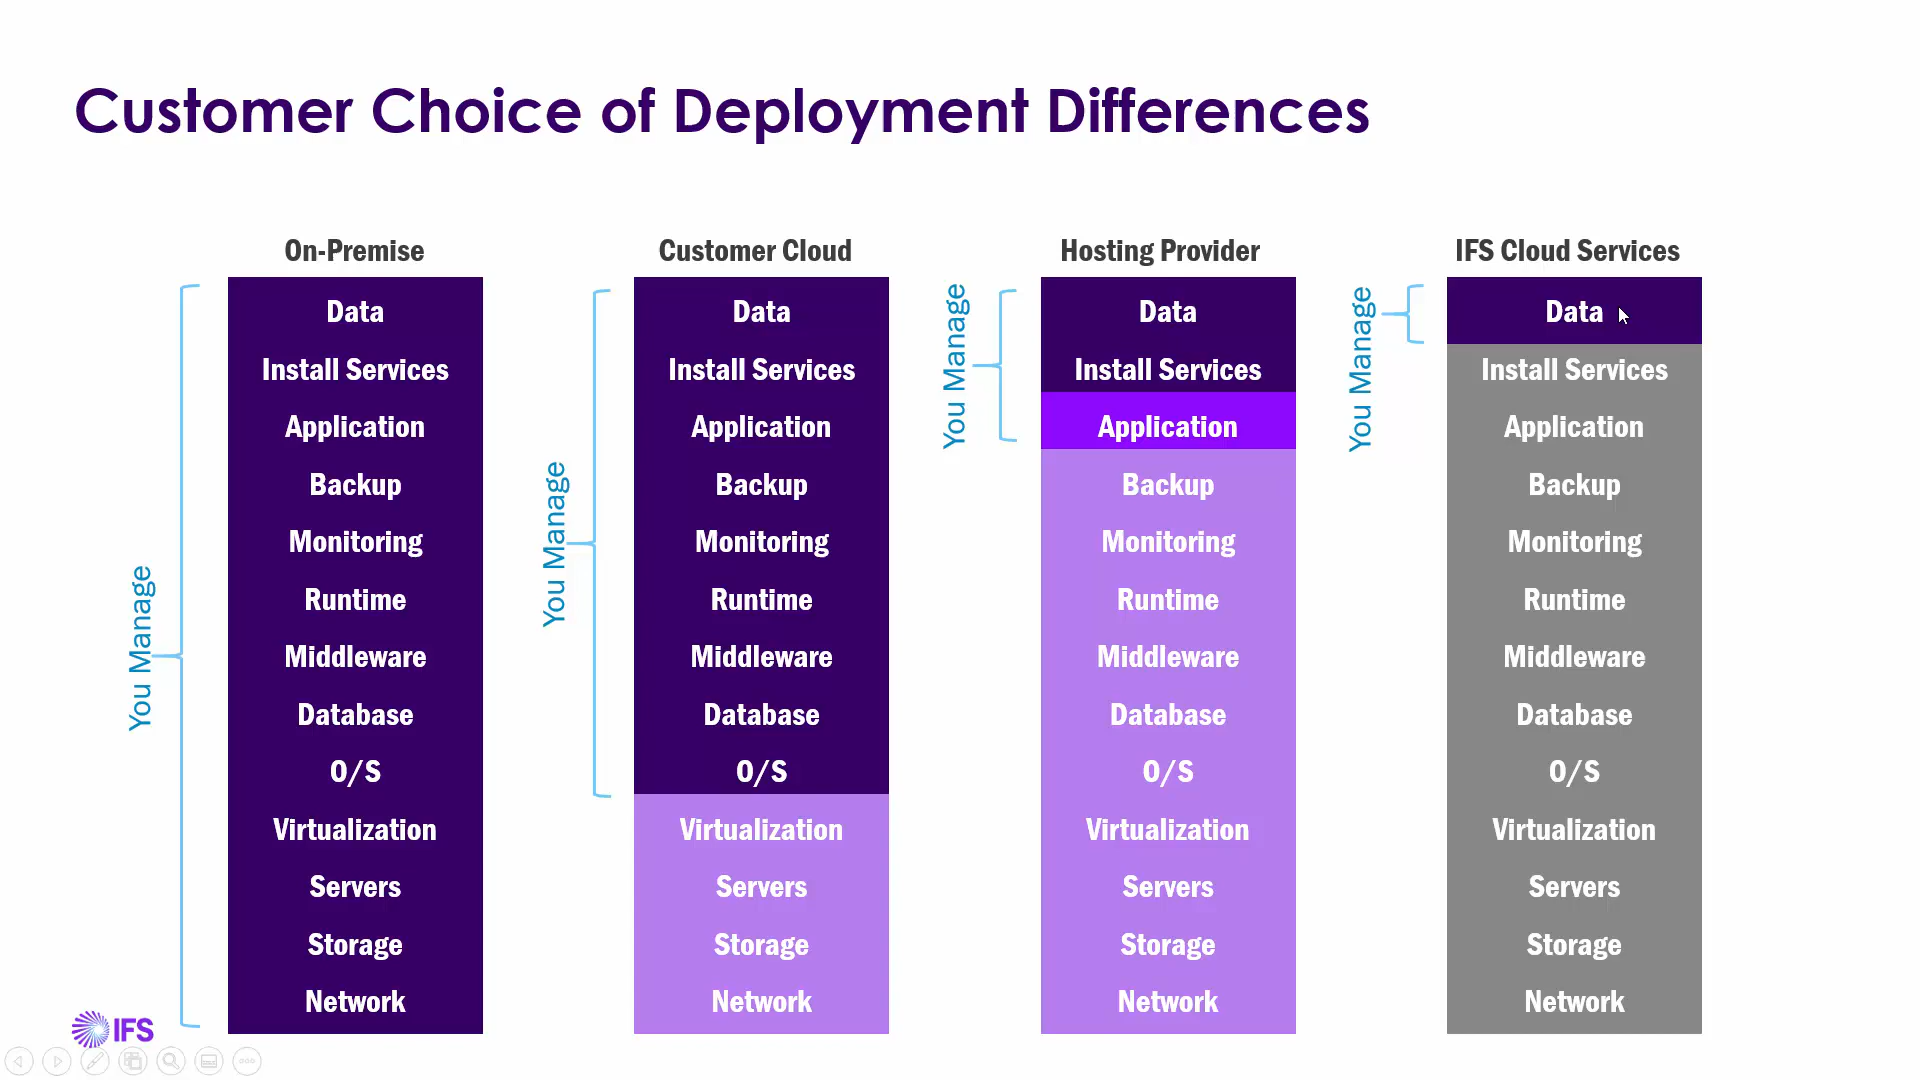 Customer Choice of Deployment Differences
On-Premise
You Manage
Data
Install Services
Application
Backup
Monitoring
Runtime
Middleware
Database
O/S
Virtualization
Servers
Storage
Network
Customer Cloud
You Manage
Data
Install Services
Application
Backup
Monitoring
Runtime
Middleware
Database
O/S
Virtualization
Servers
Storage
Network
Hosting Provider
You Manage
Data
Install Services
Application
Backup
Monitoring
Runtime
Middleware
Database
O/S
Virtualization
Servers
Storage
Network
IFS Cloud Services
You Manage
Data
Install Services
Application
Backup
Monitoring
Runtime
Middleware
Database
O/S
Virtualization
Servers
Storage
Network
IFS